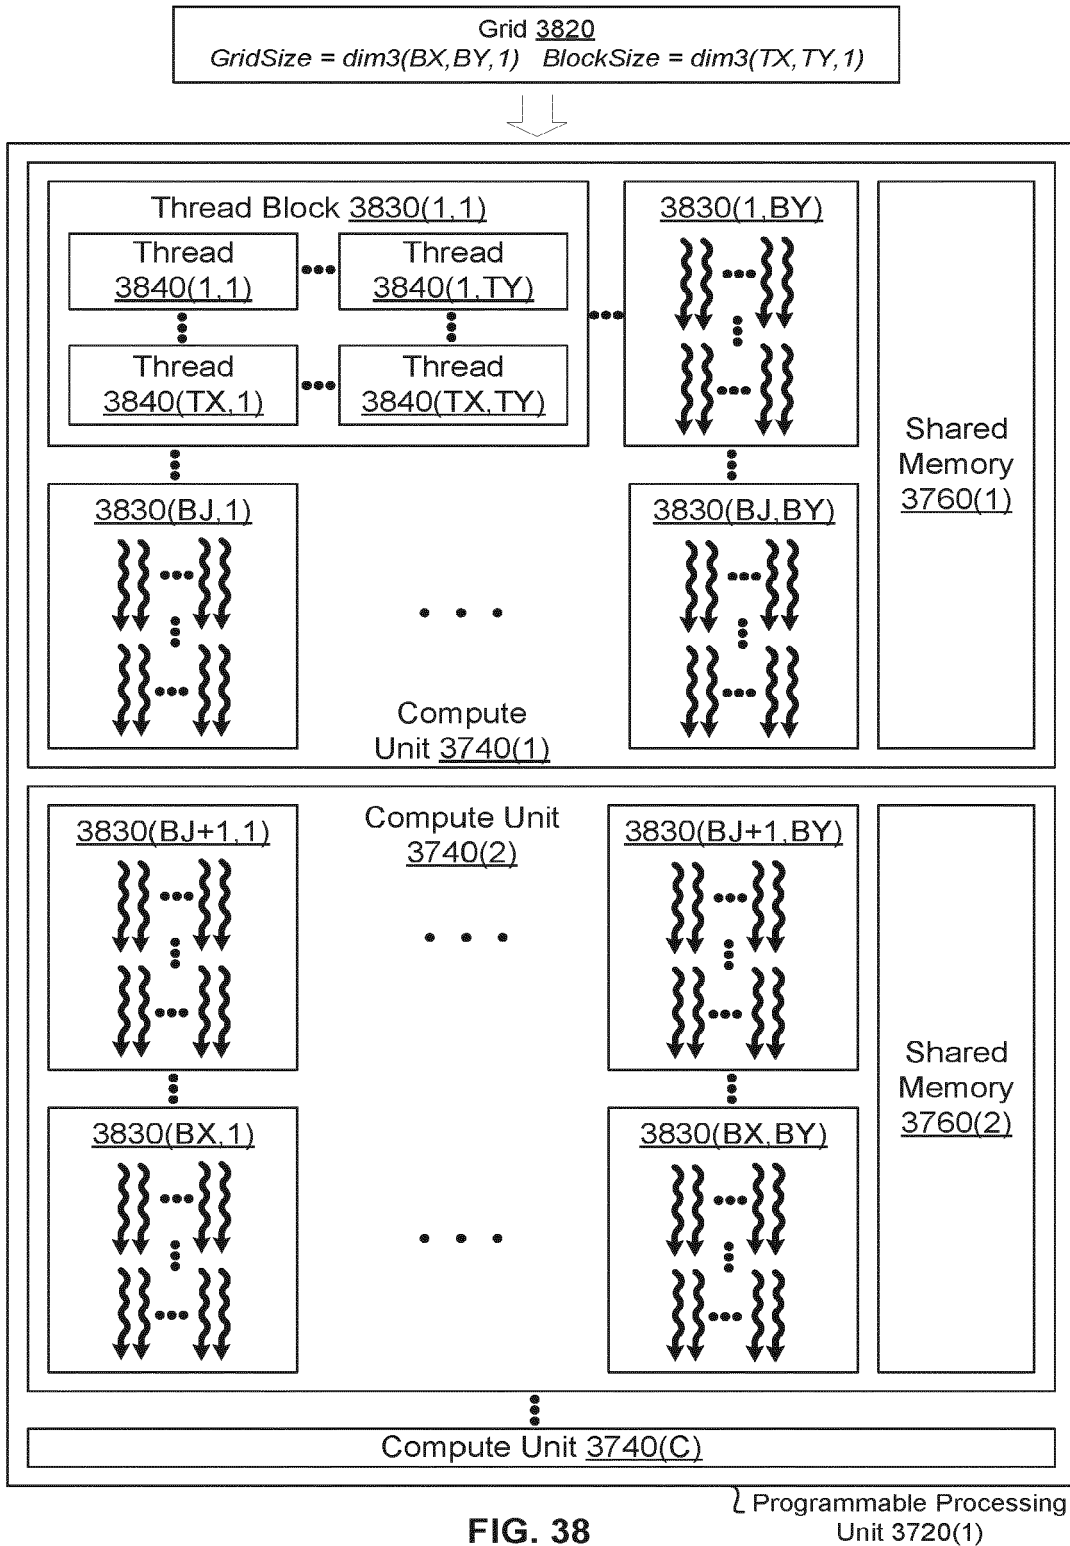 Grid 3820
GridSize = dim3(BX,BY,1) BlockSize = dim3(TX,TY,1)
Thread Block 3830(1,1)
Thread
3840(1,1)
Thread
3840(1,TY)
Thread
3840(TX,1)
Thread
3840(TX,TY)
3830(1,BY)
Shared
Memory
3760(1)
3830(BJ,1)
3830(BJ,BY)
Compute
Unit 3740(1)
3830(BJ+1,1)
Compute Unit
3740(2)
3830(BJ+1,BY)
Shared
Memory
3760(2)
3830(BX,1)
3830(BX,BY)
Compute Unit 3740(C)
Programmable Processing
Unit 3720(1)
FIG. 38